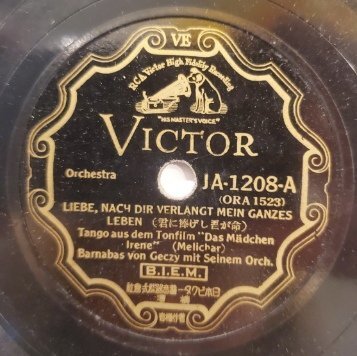 VE
RCA Victor High Fidelity Recording
"HIS MASTER'S VOICE"
VICTOR
Orchestra
JA-1208-A
(ORA 1523)
LIEBE, NACH DIR VERLANGT MEIN GANZES
LEBEN (君に捧げし我が命)
Tango aus dem Tonfilm "Das Mädchen
Irene" (Melichar)
Barnabas von Geczy mit Seinem Orch.
B.I.E.M.